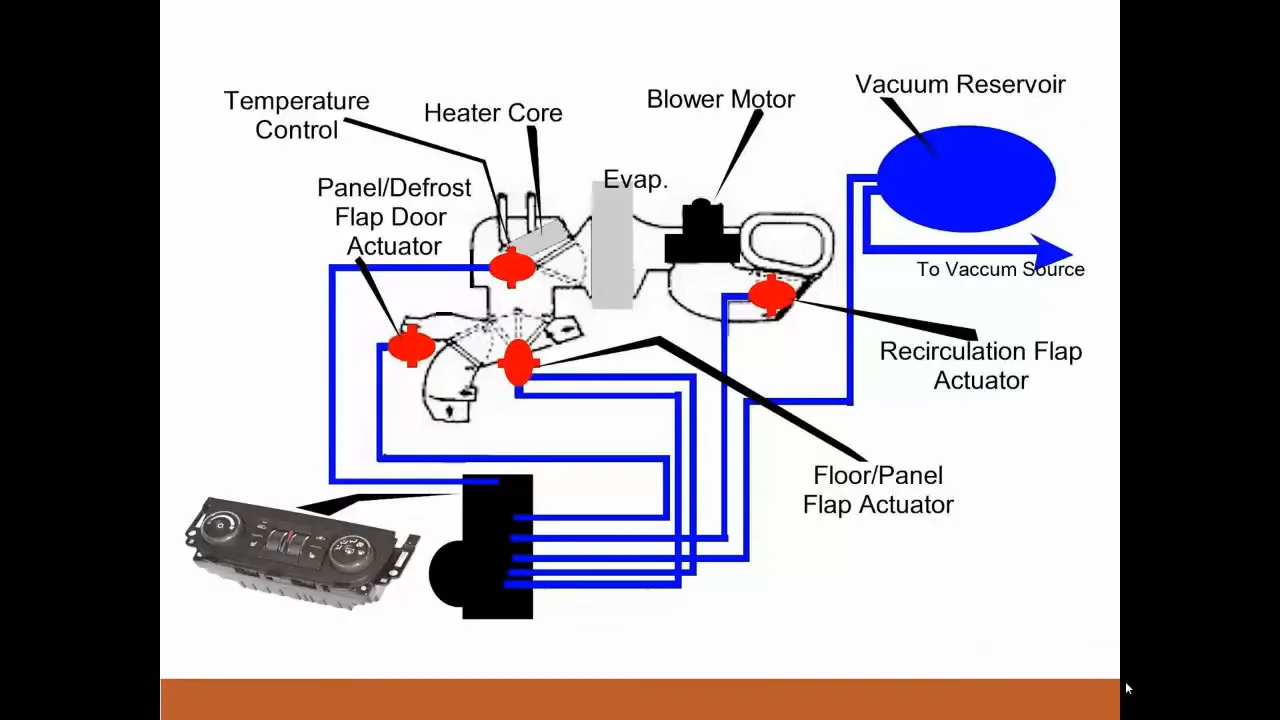 Temperature
Control
Heater Core
Blower Motor
Vacuum Reservoir
Panel/Defrost
Flap Door
Actuator
Evap.
To Vaccum Source
Recirculation Flap
Actuator
Floor/Panel
Flap Actuator